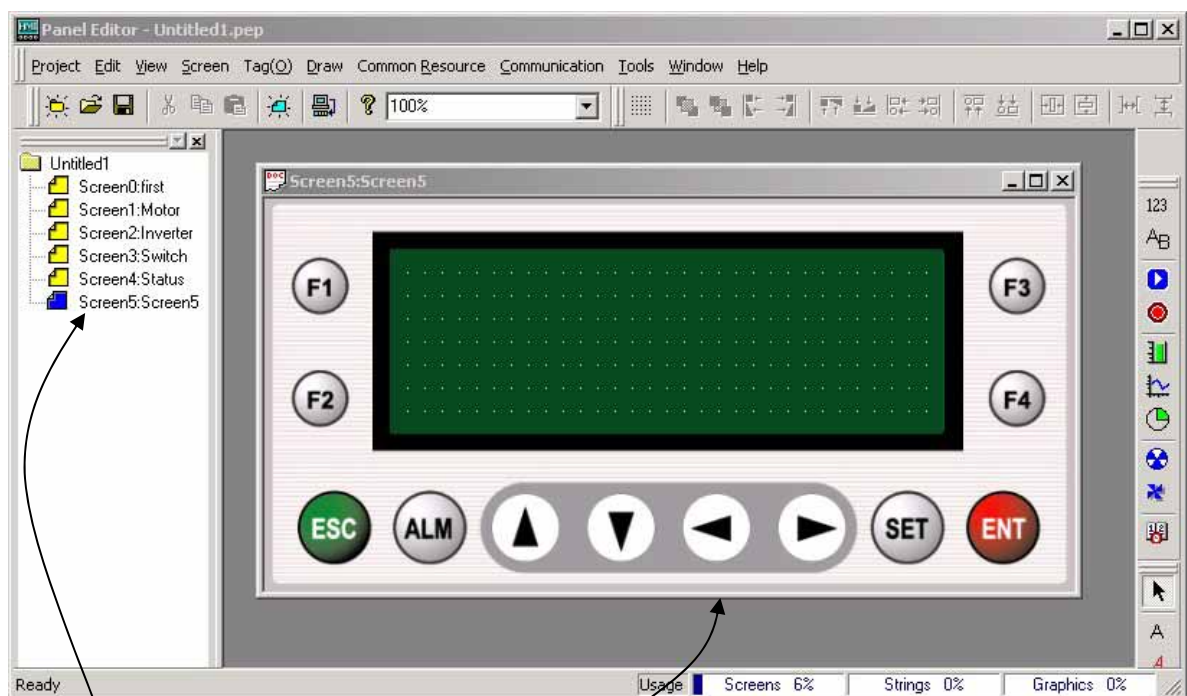 Panel Editor - Untitled1.pep
Project Edit View Screen Tag(O) Draw Common Resource Communication Tools Window Help
100%
Untitled1
Screen0:first
Screen1:Motor
Screen2:Inverter
Screen3:Switch
Screen4:Status
Screen5:Screen5
Screen5:Screen5
F1
F3
F2
F4
ESC
ALM
SET
ENT
123
AB
A
A
Ready
Usage Screens 6% Strings 0% Graphics 0%